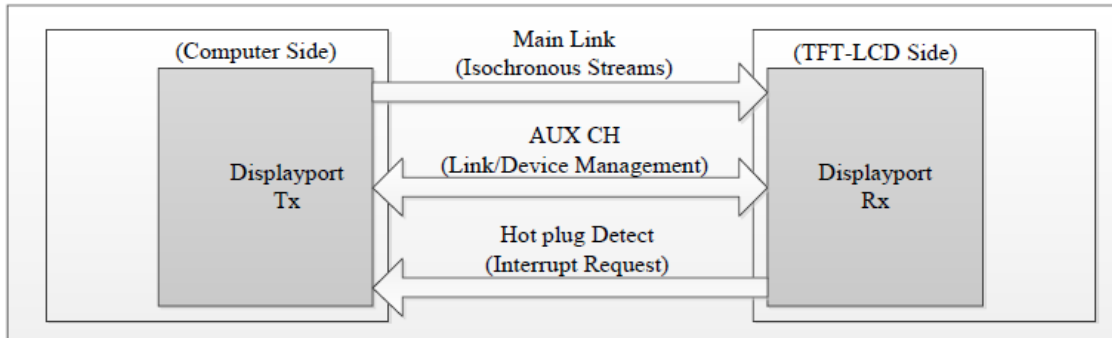 (Computer Side)
Main Link
(Isochronous Streams)
(TFT-LCD Side)
AUX CH
(Link/Device Management)
Displayport
Tx
Displayport
Rx
Hot plug Detect
(Interrupt Request)